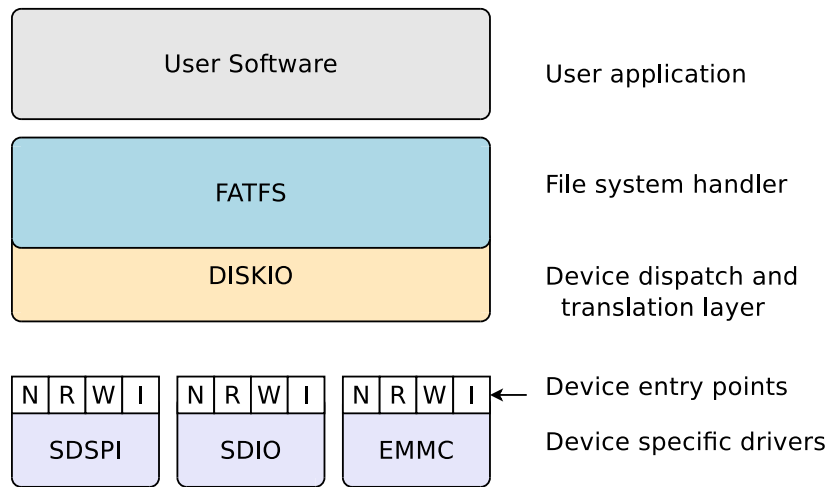 User Software
User application
FATFS
File system handler
DISKIO
Device dispatch and
translation layer
N R W I
N R W I
N R W I
Device entry points
SDSPI
SDIO
EMMC
Device specific drivers